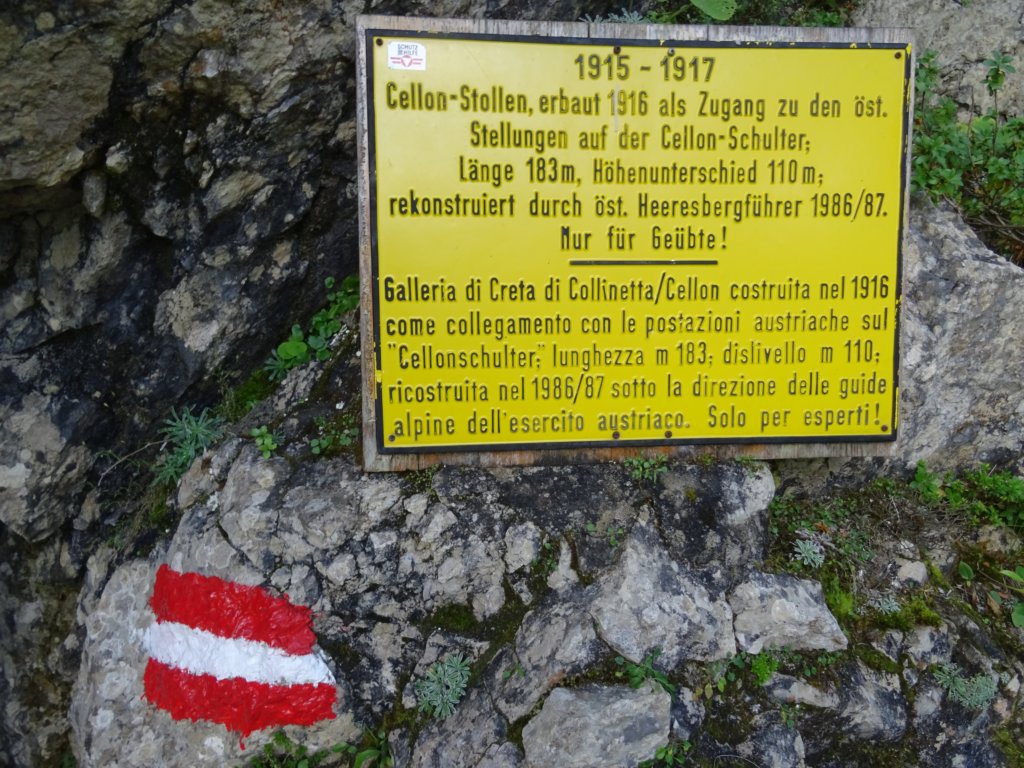 SCHUTZ
HILFT
1915 - 1917
Cellon-Stollen, erbaut 1916 als Zugang zu den öst.
Stellungen auf der Cellon-Schulter;
Länge 183m, Höhenunterschied 110m;
rekonstruiert durch öst. Heeresbergführer 1986/87.
Nur für Geübte!
Galleria di Creta di Collinetta/Cellon costruita nel 1916
come collegamento con le postazioni austriache sul
"Cellonschulter;" lunghezza m 183; dislivello m 110;
ricostruita nel 1986/87 sotto la direzione delle guide
alpine dell'esercito austriaco. Solo per esperti!